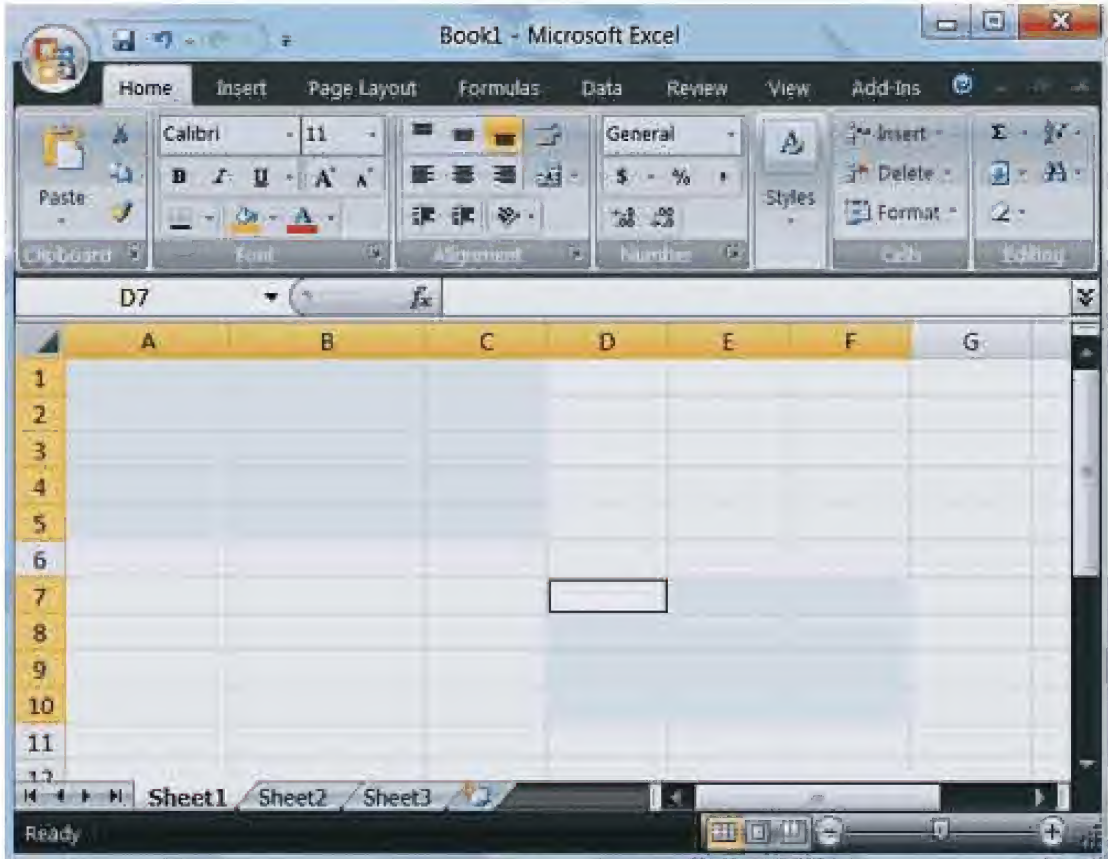 Book1 - Microsoft Excel
Home Insert Page Layout Formulas Data Review View Add-Ins
Calibri 11 General
Insert
Paste B I U A A $ % , Styles Delete
A Format
Clipboard Font Alignment Number Cells Editing
D7 fx
A B C D E F G
1
2
3
4
5
6
7
8
9
10
11
12
Sheet1 Sheet2 Sheet3
Ready